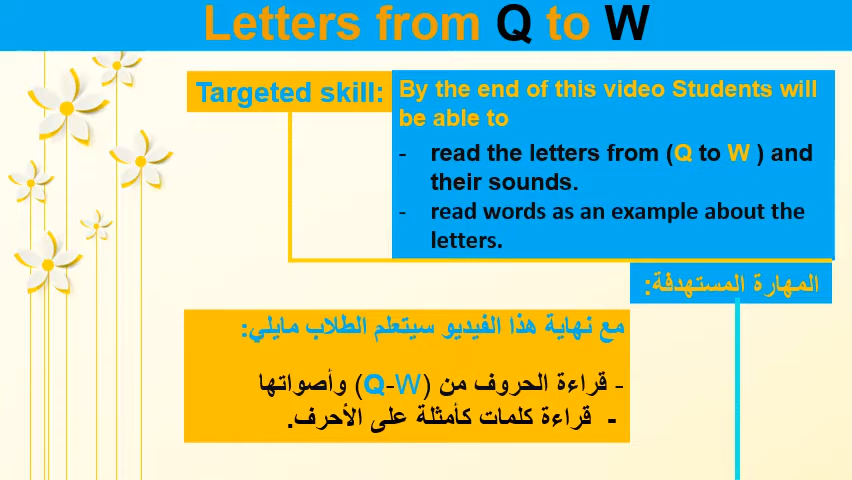 Letters from Q to W
Targeted skill:
By the end of this video Students will
be able to
- read the letters from (Q to W ) and
their sounds.
- read words as an example about the
letters.
المهارة المستهدفة:
مع نهاية هذا الفيديو سيتعلم الطلاب مايلي:
- قراءة الحروف من (Q-W) وأصواتها
- قراءة كلمات كأمثلة على الأحرف.